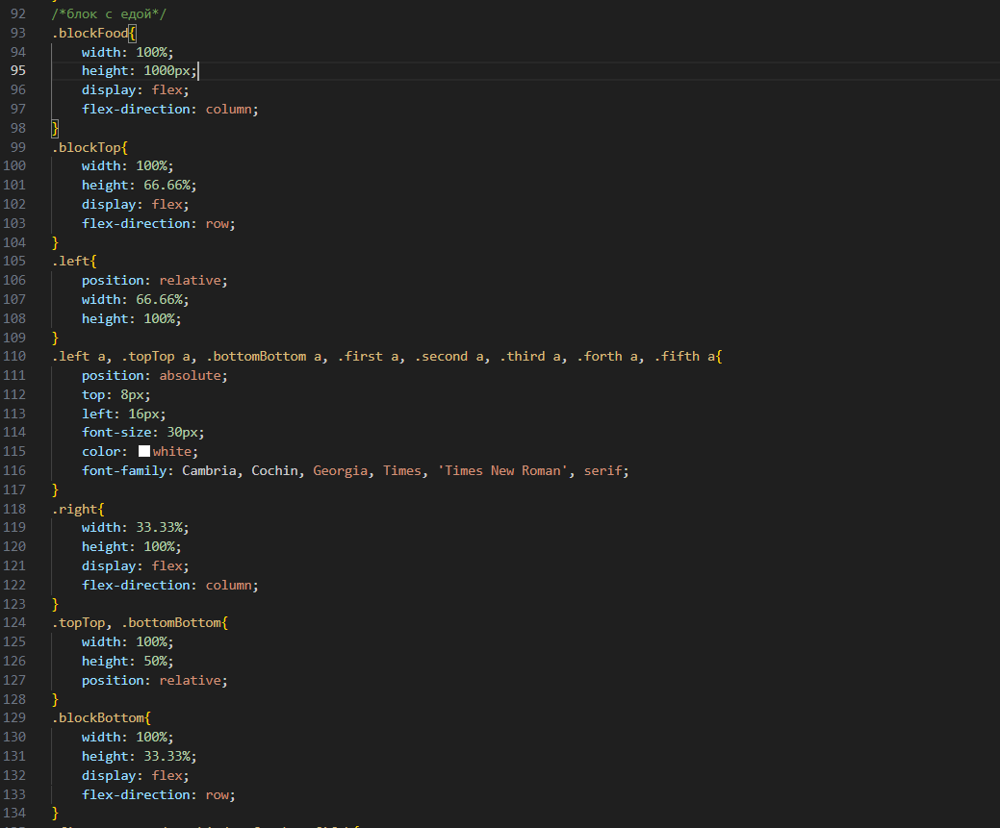 92 /*блок с едой*/
93 .blockFood{
94 width: 100%;
95 height: 1000px;
96 display: flex;
97 flex-direction: column;
98 }
99 .blockTop{
100 width: 100%;
101 height: 66.66%;
102 display: flex;
103 flex-direction: row;
104 }
105 .left{
106 position: relative;
107 width: 66.66%;
108 height: 100%;
109 }
110 .left a, .topTop a, .bottomBottom a, .first a, .second a, .third a, .forth a, .fifth a{
111 position: absolute;
112 top: 8px;
113 left: 16px;
114 font-size: 30px;
115 color: white;
116 font-family: Cambria, Cochin, Georgia, Times, 'Times New Roman', serif;
117 }
118 .right{
119 width: 33.33%;
120 height: 100%;
121 display: flex;
122 flex-direction: column;
123 }
124 .topTop, .bottomBottom{
125 width: 100%;
126 height: 50%;
127 position: relative;
128 }
129 .blockBottom{
130 width: 100%;
131 height: 33.33%;
132 display: flex;
133 flex-direction: row;
134 }